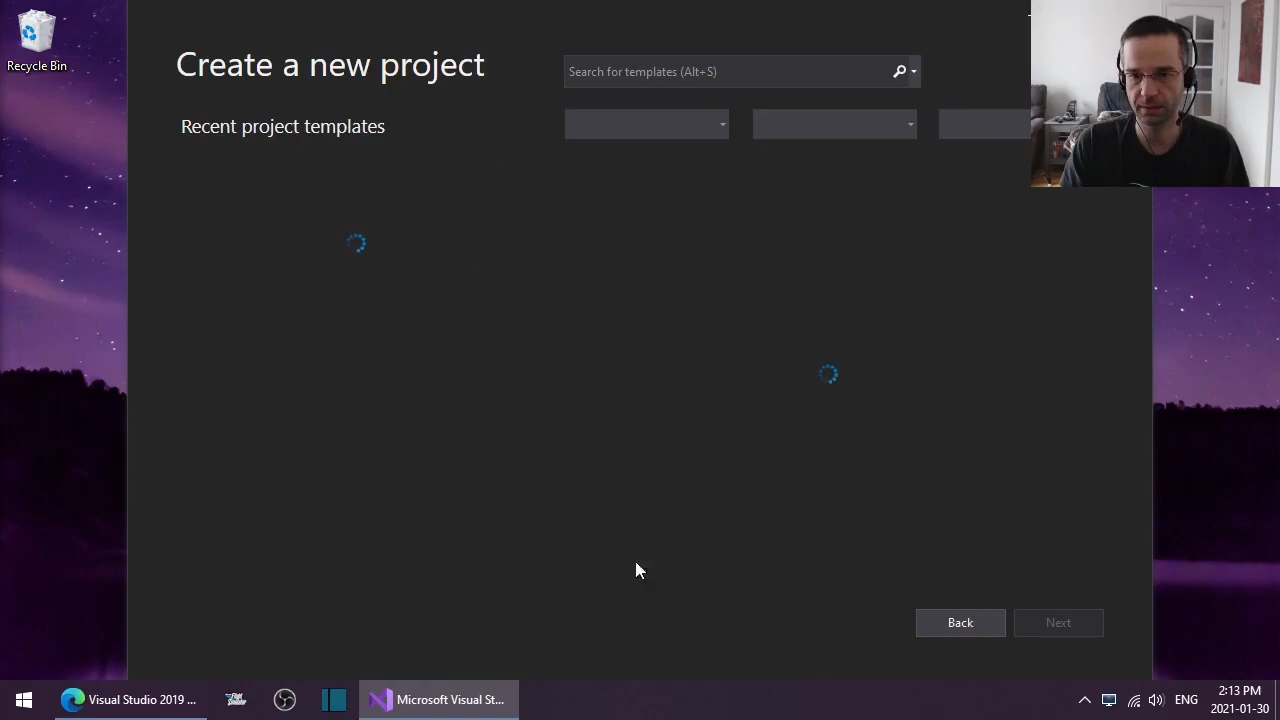 Recycle Bin
Create a new project
Search for templates (Alt+S)
Recent project templates
Back
Next
Visual Studio 2019 ...
Microsoft Visual St...
ENG
2:13 PM
2021-01-30